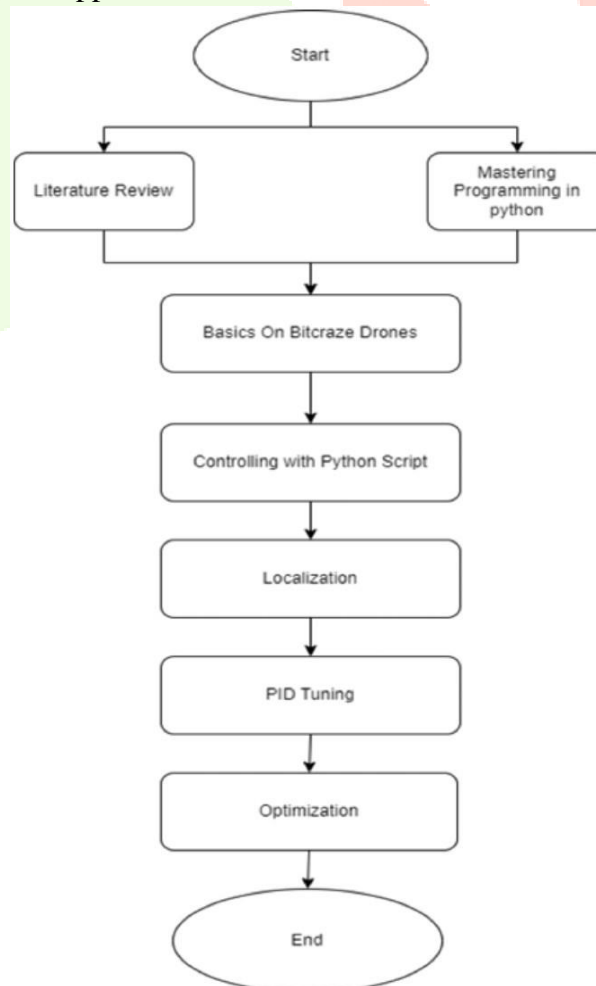 Start
Literature Review
Mastering
Programming in
python
Basics On Bitcraze Drones
Controlling with Python Script
Localization
PID Tuning
Optimization
End